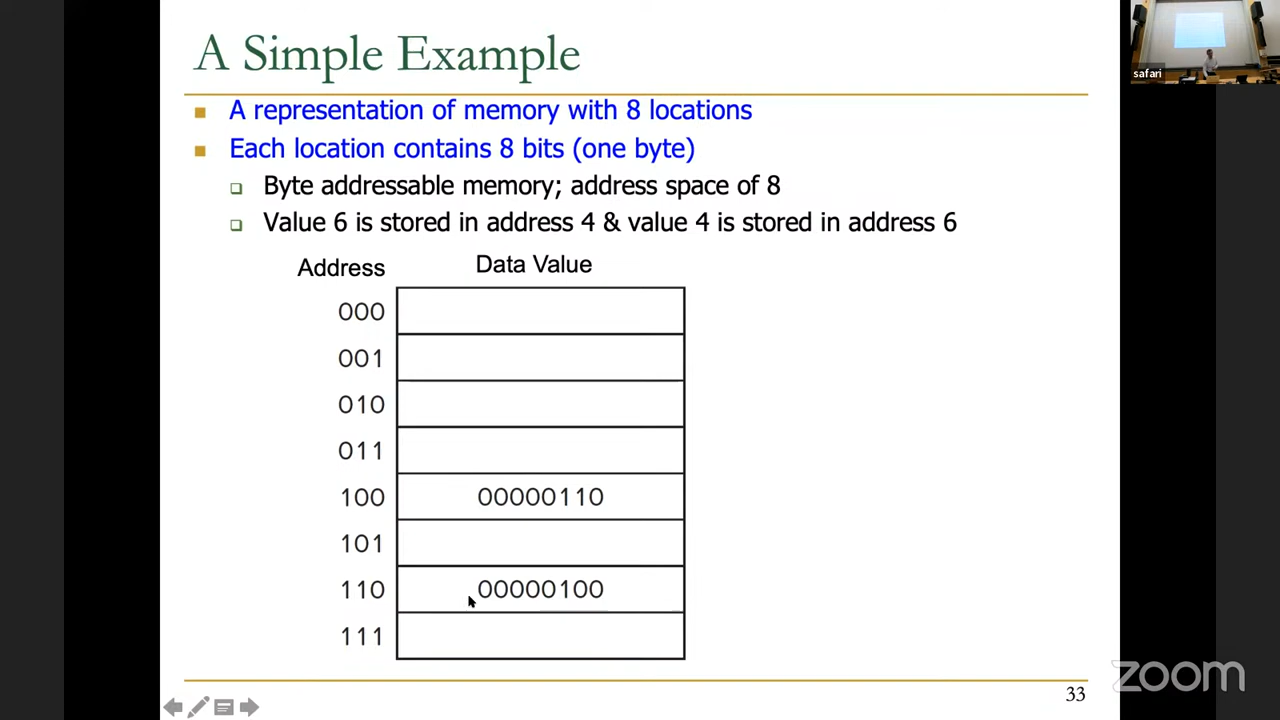 A Simple Example
A representation of memory with 8 locations
Each location contains 8 bits (one byte)
Byte addressable memory; address space of 8
Value 6 is stored in address 4 & value 4 is stored in address 6
Address Data Value
000
001
010
011
100 00000110
101
110 00000100
111
33
safari
zoom